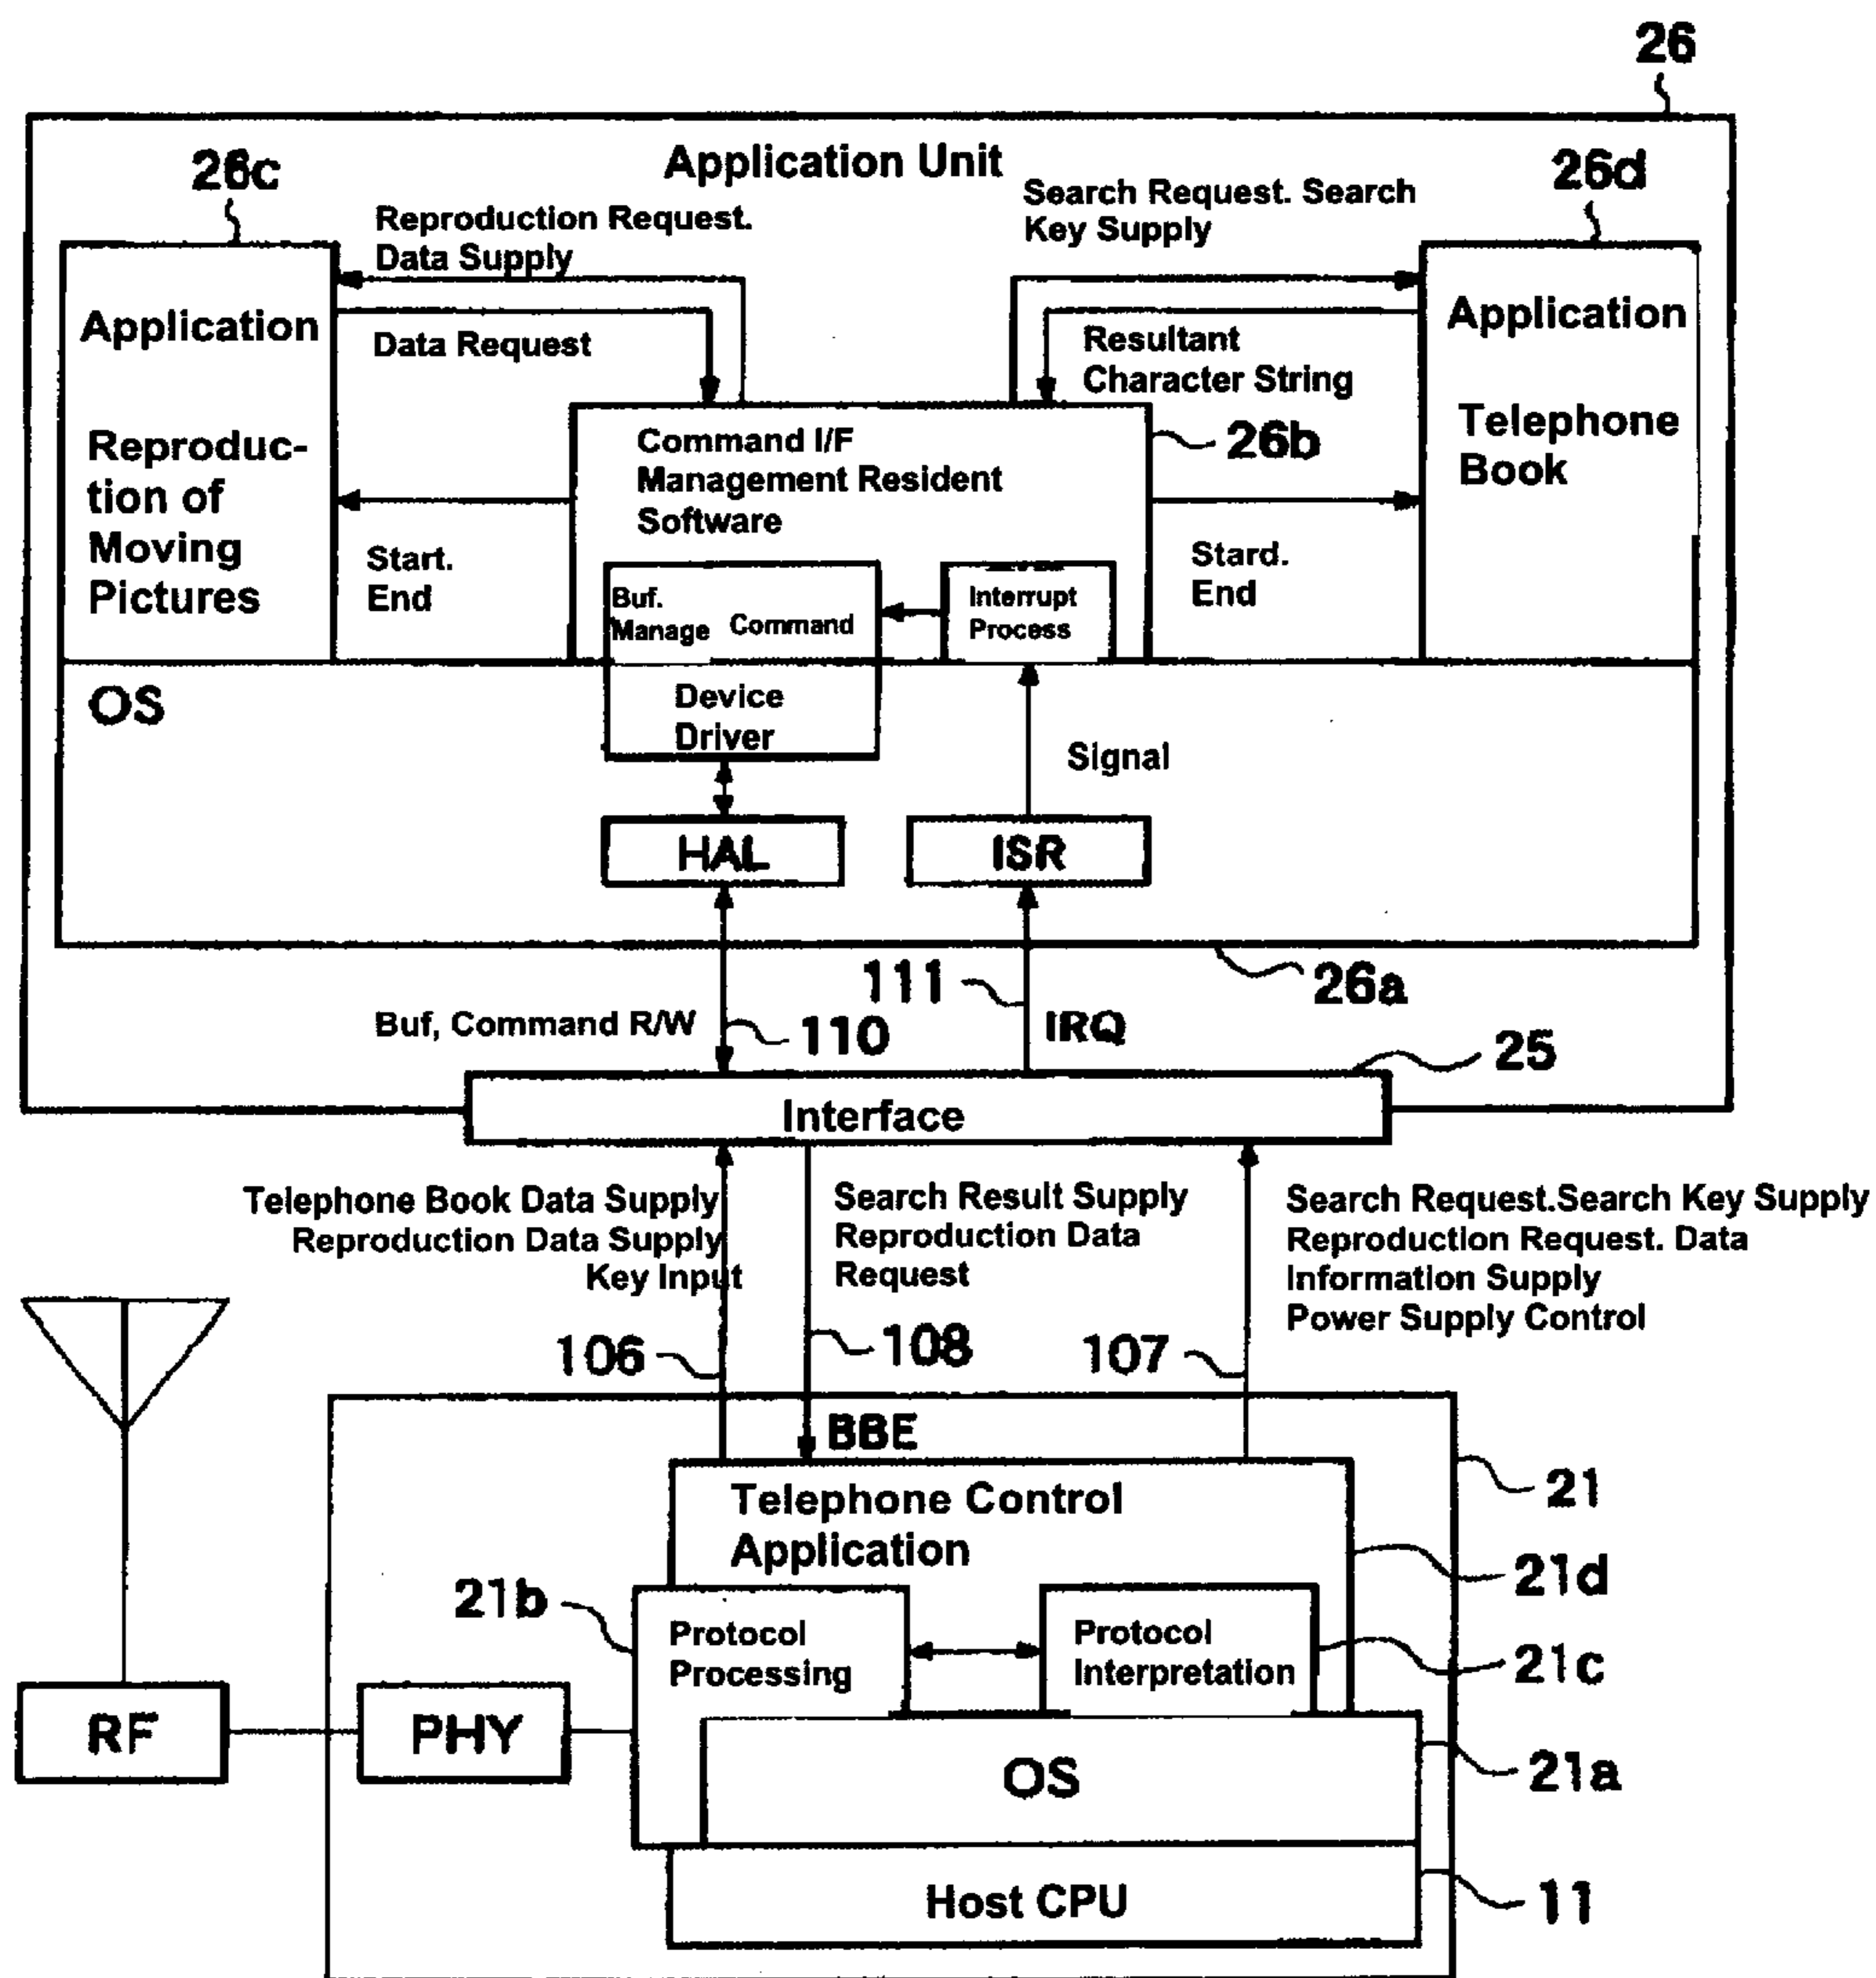 26
Application Unit
26c
26d
Reproduction Request.
Data Supply
Search Request. Search
Key Supply
Application
Reproduc-
tion of
Moving
Pictures
Data Request
Resultant
Character String
Application
Telephone
Book
Command I/F
Management Resident
Software
26b
Start.
End
Stard.
End
Buf.
Manage
Command
Interrupt
Process
OS
Device
Driver
Signal
HAL
ISR
26a
111
Buf, Command R/W
110
IRQ
25
Interface
Telephone Book Data Supply
Reproduction Data Supply
Key Input
Search Result Supply
Reproduction Data
Request
Search Request.Search Key Supply
Reproduction Request. Data
Information Supply
Power Supply Control
106
108
107
BBE
21
Telephone Control
Application
21d
21b
Protocol
Processing
Protocol
Interpretation
21c
RF
PHY
OS
21a
Host CPU
11